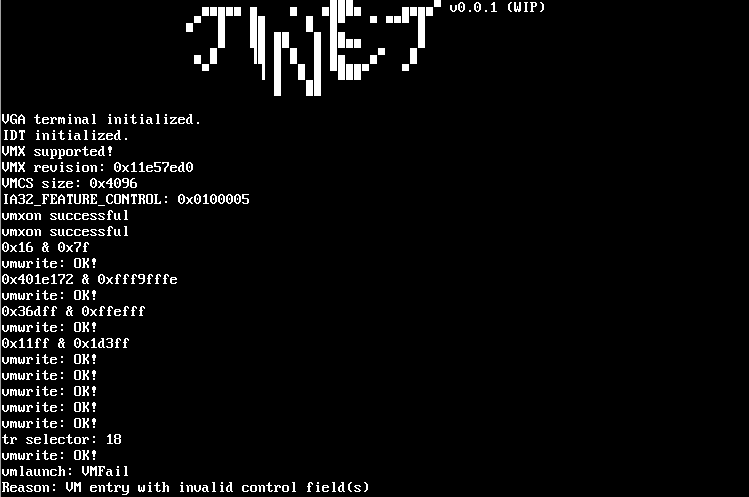 JINET v0.0.1 (WIP)
VGA terminal initialized.
IDT initialized.
VMX supported!
VMX revision: 0x11e57ed0
VMCS size: 0x4096
IA32_FEATURE_CONTROL: 0x0100005
vmxon successful
vmxon successful
0x16 & 0x7f
vmwrite: OK!
0x401e172 & 0xfff9fffe
vmwrite: OK!
0x36dff & 0xffefff
vmwrite: OK!
0x11ff & 0x1d3ff
vmwrite: OK!
vmwrite: OK!
vmwrite: OK!
vmwrite: OK!
vmwrite: OK!
tr selector: 18
vmwrite: OK!
vmlaunch: VMFail
Reason: VM entry with invalid control field(s)